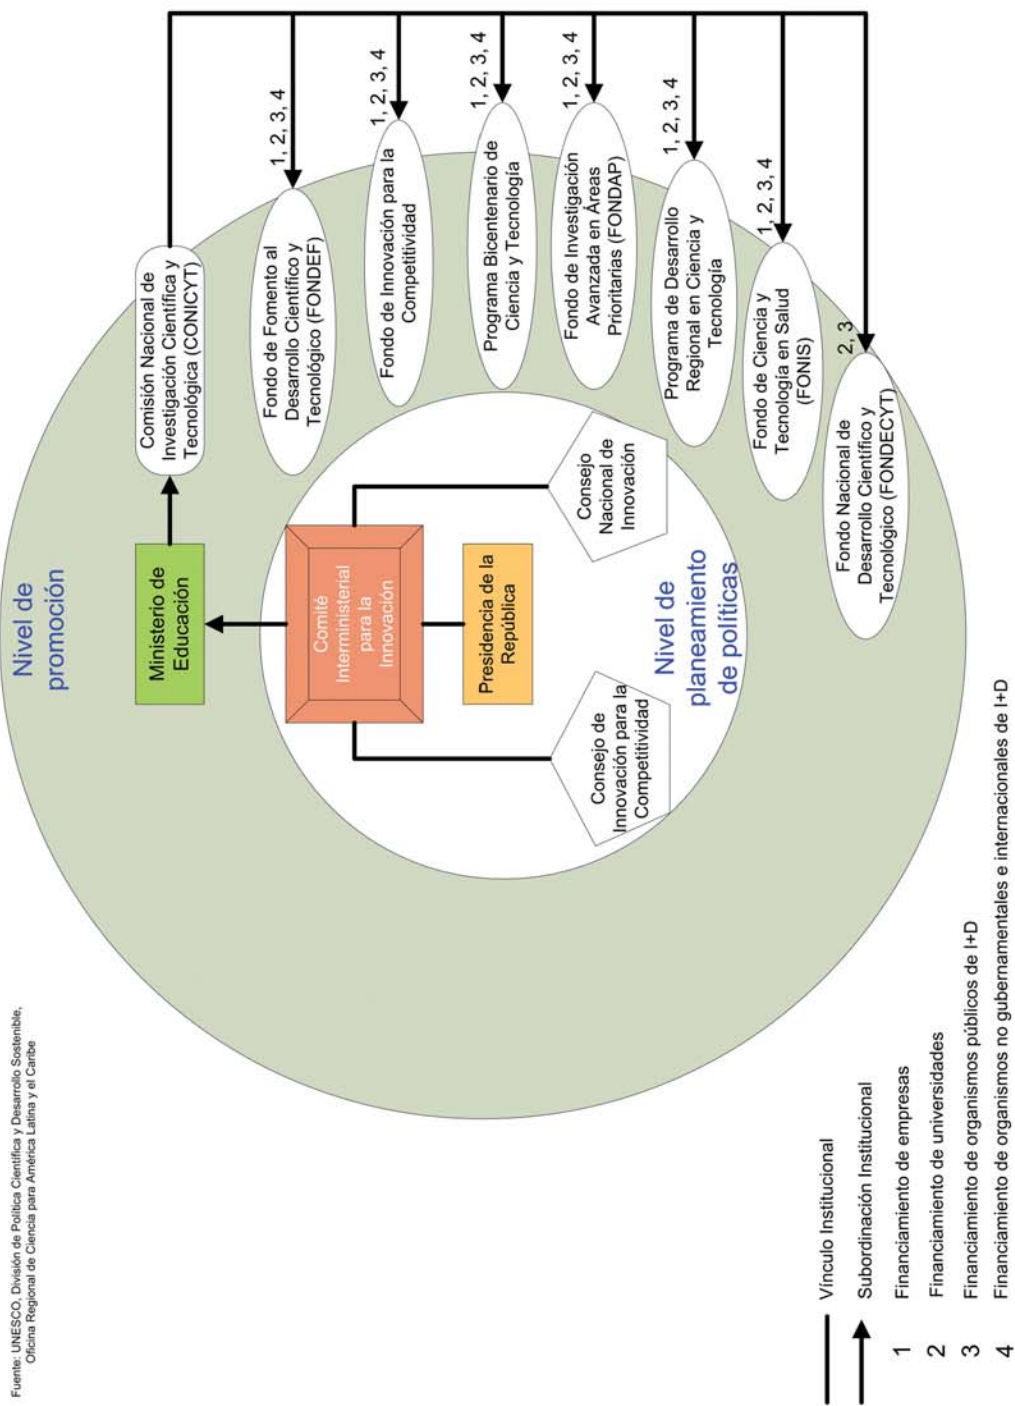 Fuente: UNESCO, División de Política Científica y Desarrollo Sostenible,
Oficina Regional de Ciencia para América Latina y el Caribe
Nivel de
promoción
Ministerio de
Educación
Comisión Nacional de
Investigación Científica y
Tecnológica (CONICYT)
1, 2, 3, 4
Fondo de Fomento al
Desarrollo Científico y
Tecnológico (FONDEF)
1, 2, 3, 4
Fondo de Innovación para la
Competitividad
1, 2, 3, 4
Programa Bicentenario de
Ciencia y Tecnología
1, 2, 3, 4
Fondo de Investigación
Avanzada en Áreas
Prioritarias (FONDAP)
1, 2, 3, 4
Programa de Desarrollo
Regional en Ciencia y
Tecnología
1, 2, 3, 4
Fondo de Ciencia y
Tecnología en Salud
(FONIS)
2, 3
Fondo Nacional de
Desarrollo Científico y
Tecnológico (FONDECYT)
Comité
Interministerial
para la
Innovación
Presidencia de la
República
Consejo de
Innovación para la
Competitividad
Consejo
Nacional de
Innovación
Nivel de
planeamiento
de políticas
Vínculo Institucional
Subordinación Institucional
1 Financiamiento de empresas
2 Financiamiento de universidades
3 Financiamiento de organismos públicos de I+D
4 Financiamiento de organismos no gubernamentales e internacionales de I+D